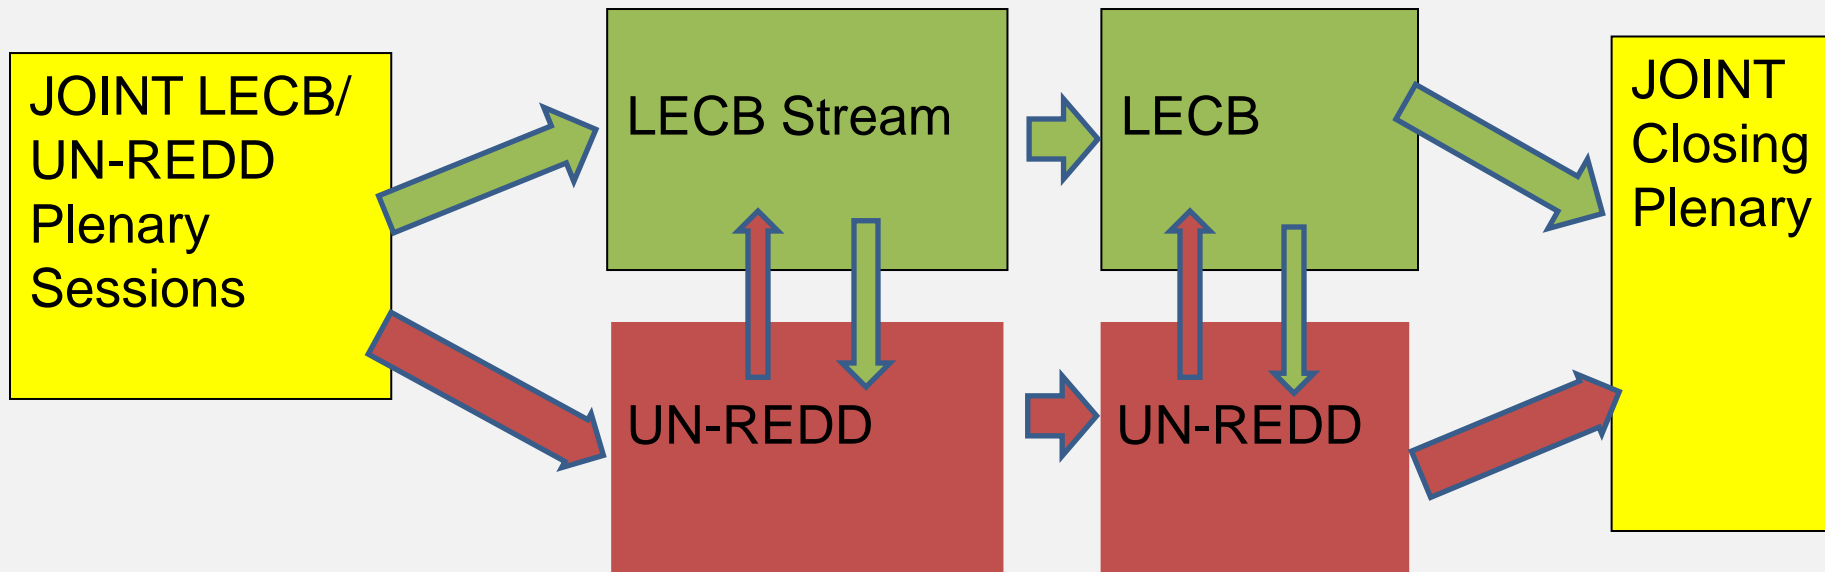 JOINT LECB/
UN-REDD
Plenary
Sessions
LECB Stream
UN-REDD
LECB
UN-REDD
JOINT
Closing
Plenary